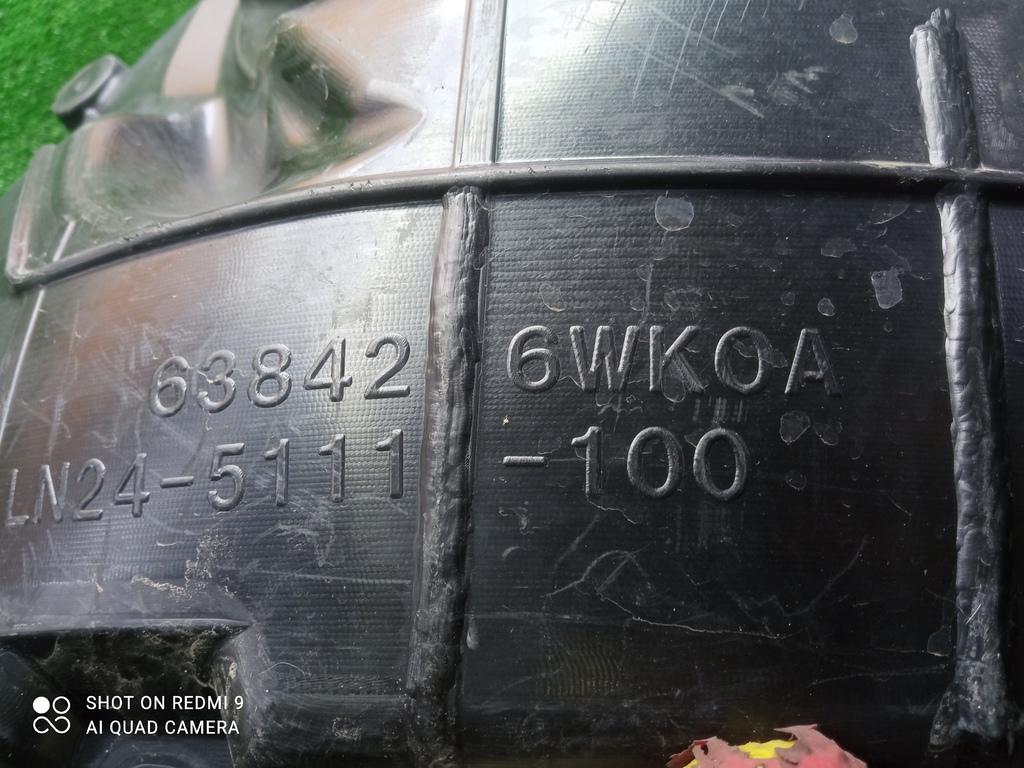 63842 6WK0A
LN24-5111 -100
SHOT ON REDMI 9
AI QUAD CAMERA